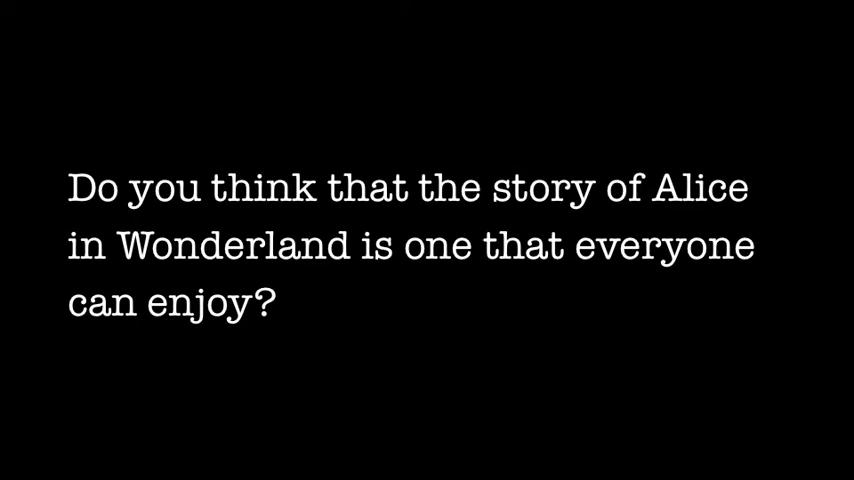 Do you think that the story of Alice
in Wonderland is one that everyone
can enjoy?